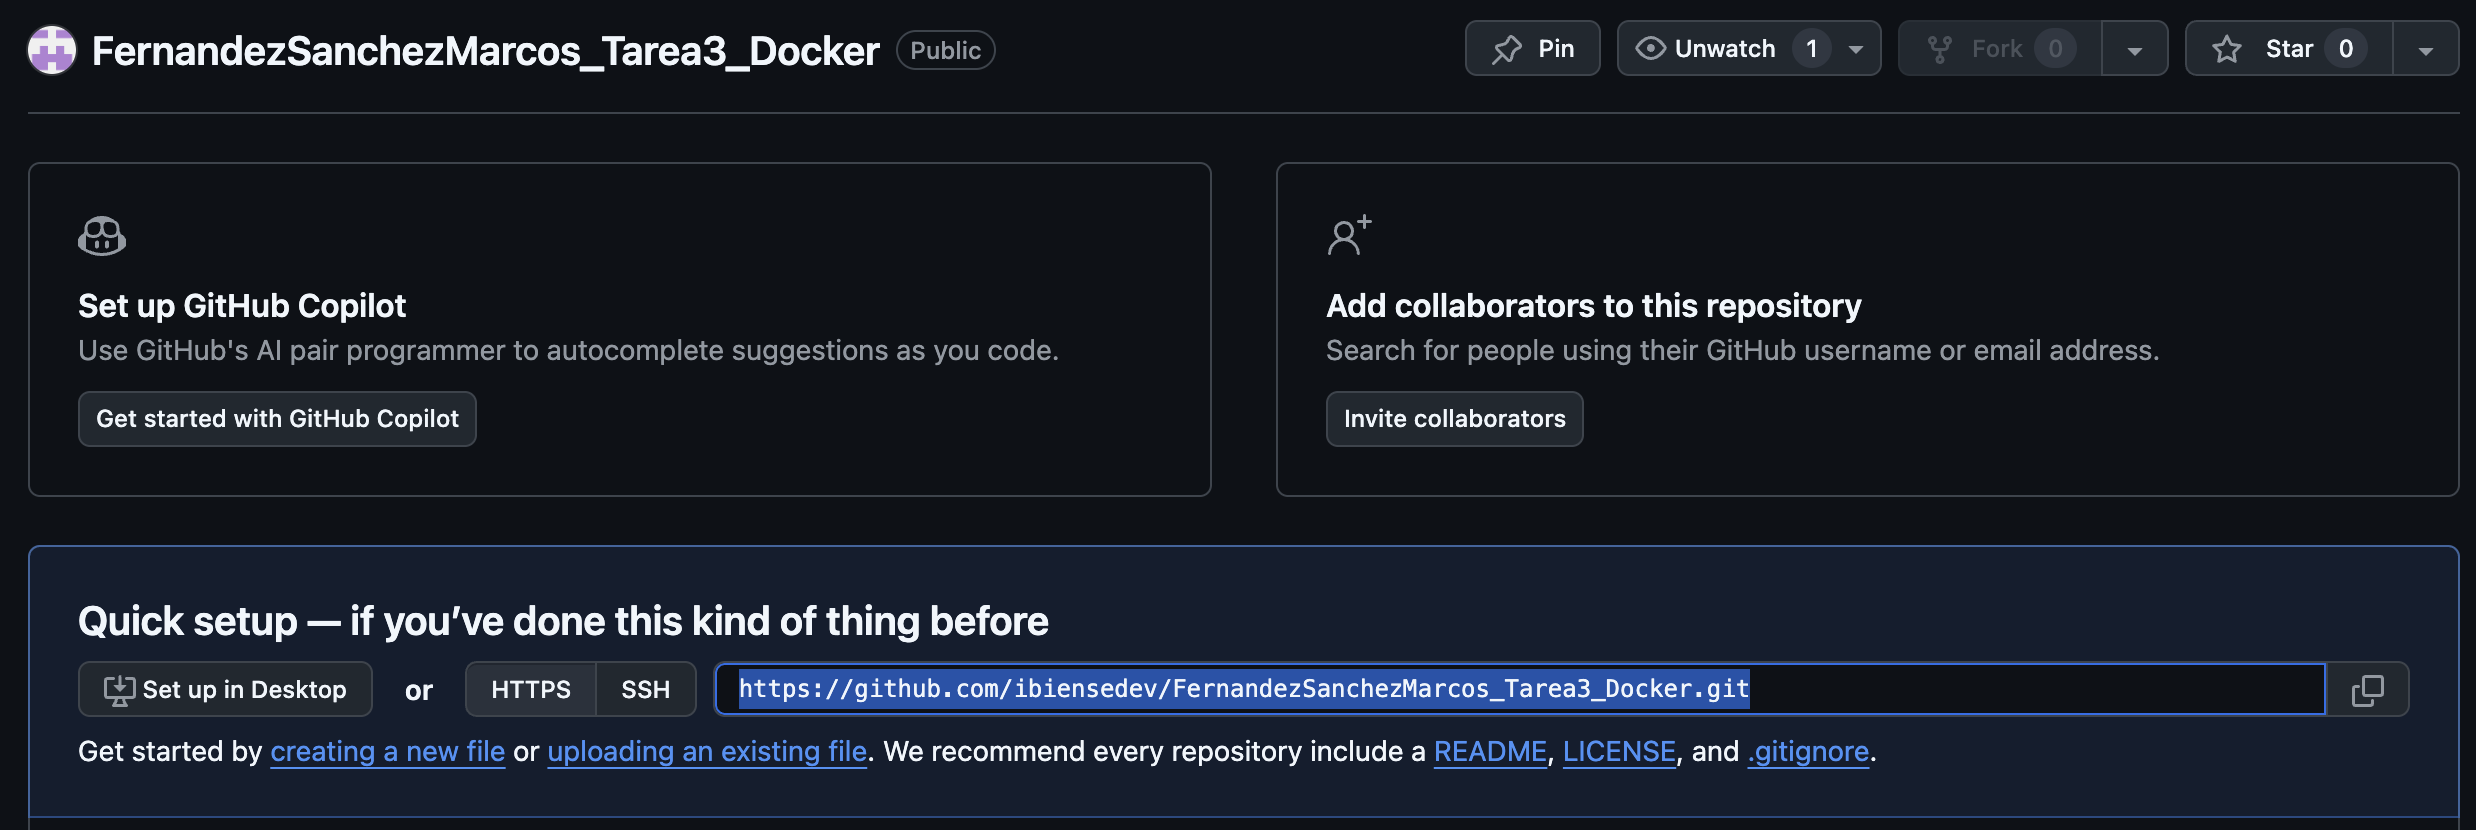 FernandezSanchezMarcos_Tarea3_Docker Public Pin Unwatch 1 Fork 0 Star 0
Set up GitHub Copilot
Use GitHub's AI pair programmer to autocomplete suggestions as you code.
Get started with GitHub Copilot
Add collaborators to this repository
Search for people using their GitHub username or email address.
Invite collaborators
Quick setup — if you’ve done this kind of thing before
Set up in Desktop or HTTPS SSH https://github.com/ibiensedev/FernandezSanchezMarcos_Tarea3_Docker.git
Get started by creating a new file or uploading an existing file. We recommend every repository include a README, LICENSE, and .gitignore.